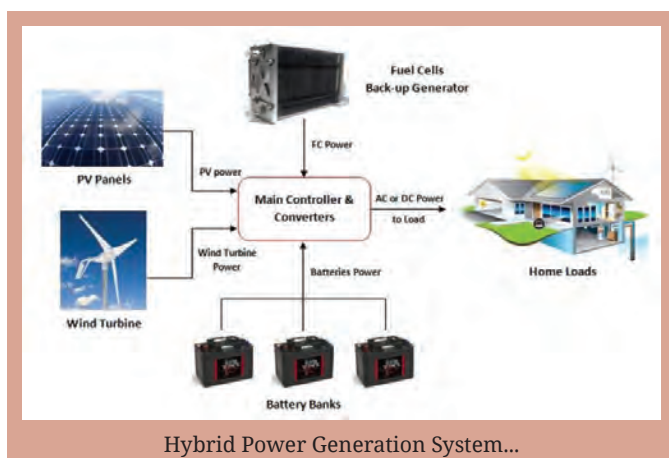 Fuel Cells
Back-up Generator
FC Power
PV Panels
PV power
Main Controller &
Converters
AC or DC Power
to Load
Wind Turbine
Power
Batteries Power
Home Loads
Wind Turbine
Battery Banks
Hybrid Power Generation System...